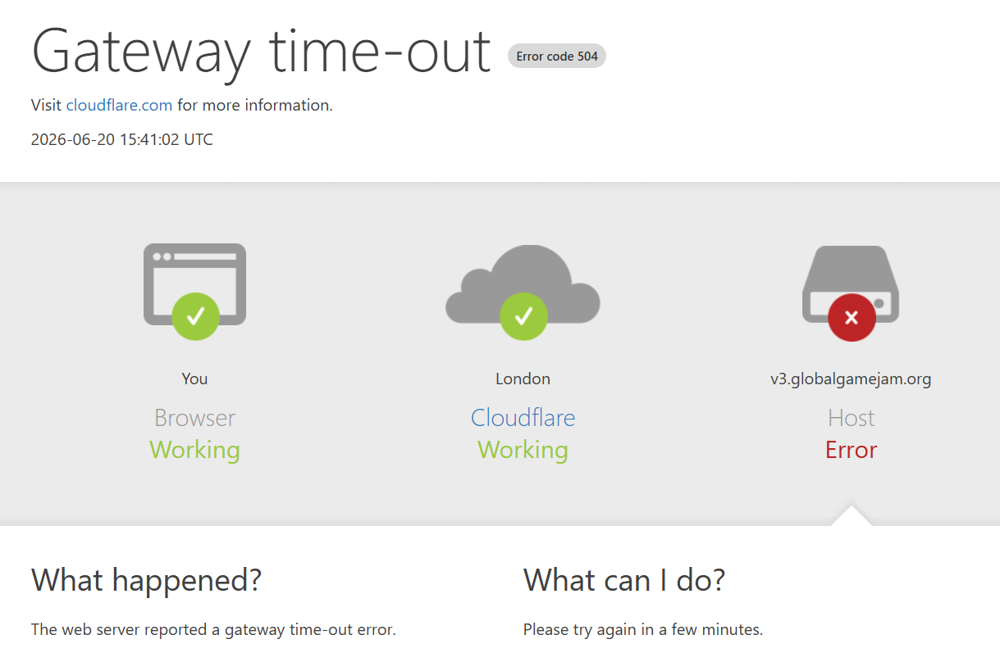 Gateway time-out Error code 504
Visit cloudflare.com for more information.
2026-06-20 15:41:02 UTC
You
Browser
Working
London
Cloudflare
Working
v3.globalgamejam.org
Host
Error
What happened?
The web server reported a gateway time-out error.
What can I do?
Please try again in a few minutes.